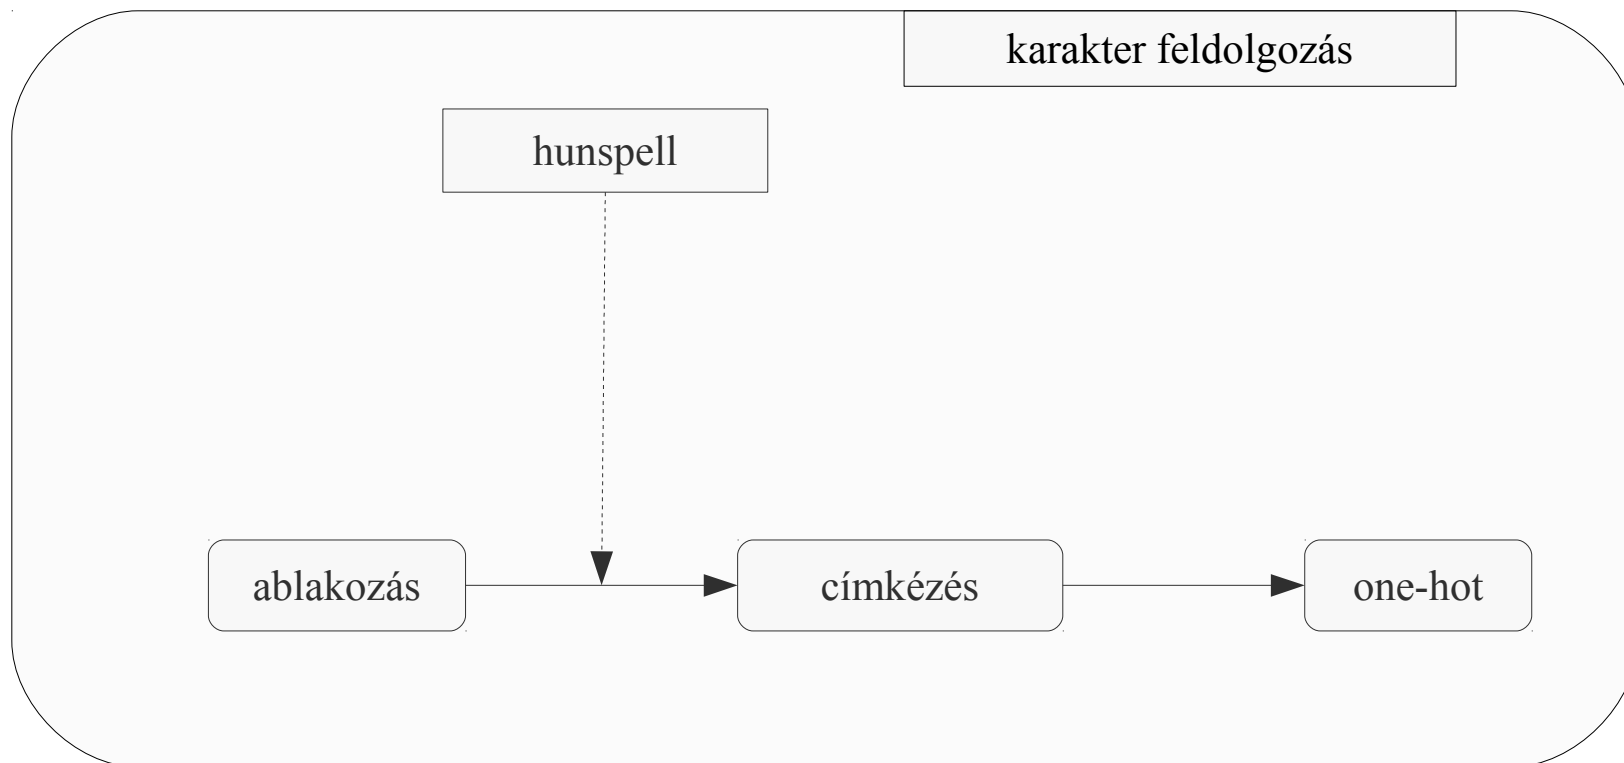 karakter feldolgozás
hunspell
ablakozás
címkézés
one-hot